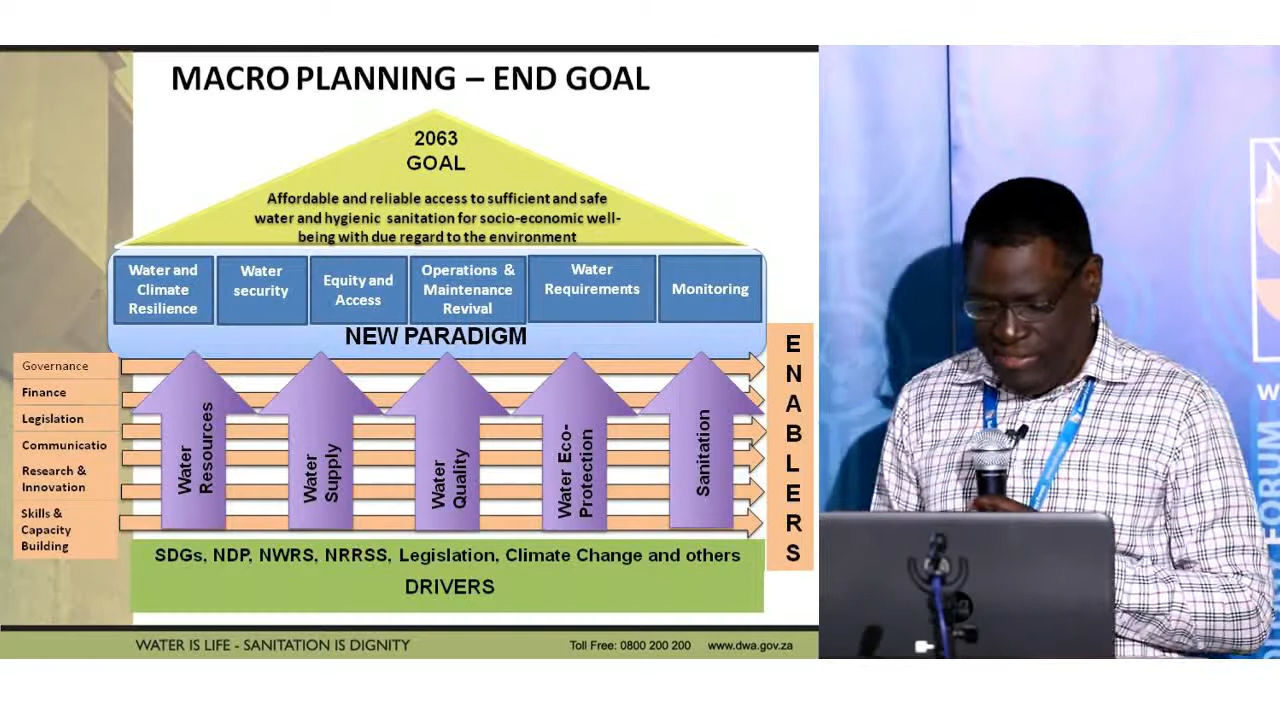 MACRO PLANNING – END GOAL
2063
GOAL
Affordable and reliable access to sufficient and safe
water and hygienic sanitation for socio-economic well-
being with due regard to the environment
Water and
Climate
Resilience
Water
security
Equity and
Access
Operations &
Maintenance
Revival
Water
Requirements
Monitoring
NEW PARADIGM
Governance
Finance
Legislation
Communicatio
Research &
Innovation
Skills &
Capacity
Building
Water
Resources
Water
Supply
Water
Quality
Water Eco-
Protection
Sanitation
ENABLERS
SDGs, NDP, NWRS, NRRSS, Legislation, Climate Change and others
DRIVERS
WATER IS LIFE - SANITATION IS DIGNITY
Toll Free: 0800 200 200 www.dwa.gov.za
FORUM